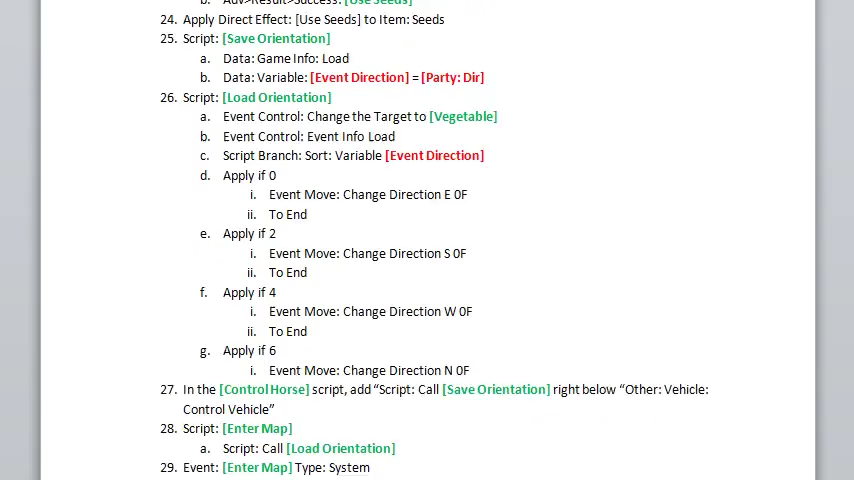 b. Adv>Result>Success: [Use Seeds]
24. Apply Direct Effect: [Use Seeds] to Item: Seeds
25. Script: [Save Orientation]
a. Data: Game Info: Load
b. Data: Variable: [Event Direction] = [Party: Dir]
26. Script: [Load Orientation]
a. Event Control: Change the Target to [Vegetable]
b. Event Control: Event Info Load
c. Script Branch: Sort: Variable [Event Direction]
d. Apply if 0
i. Event Move: Change Direction E 0F
ii. To End
e. Apply if 2
i. Event Move: Change Direction S 0F
ii. To End
f. Apply if 4
i. Event Move: Change Direction W 0F
ii. To End
g. Apply if 6
i. Event Move: Change Direction N 0F
27. In the [Control Horse] script, add “Script: Call [Save Orientation] right below “Other: Vehicle:
Control Vehicle”
28. Script: [Enter Map]
a. Script: Call [Load Orientation]
29. Event: [Enter Map] Type: System